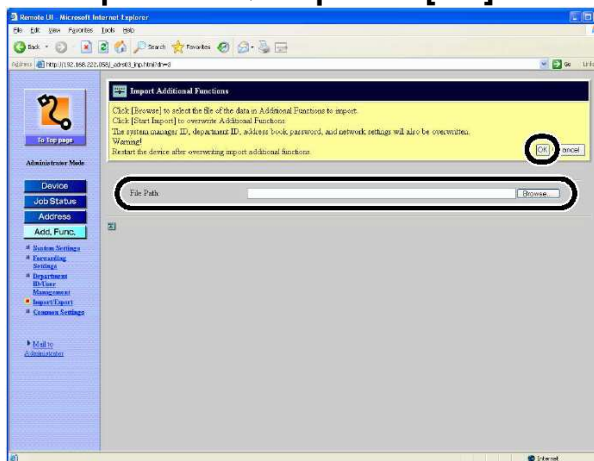 Remote UI - Microsoft Internet Explorer
File Edit View Favorites Tools Help
Back Search Favorites
Address Go
To Top page
Administrator Mode
Device
Job Status
Address
Add. Func.
System Settings
Forwarding
Settings
Department
ID/User
Management
Import/Export
Common Settings
Mail to
Administrator
Import Additional Functions
Click [Browse] to select the file of the data in Additional Functions to import.
Click [Start Import] to overwrite Additional Functions
The system manager ID, department ID, address book, password, and network settings will also be overwritten.
Warning!
Restart the device after overwriting import additional functions.
OK Cancel
File Path
Browse...
Internet